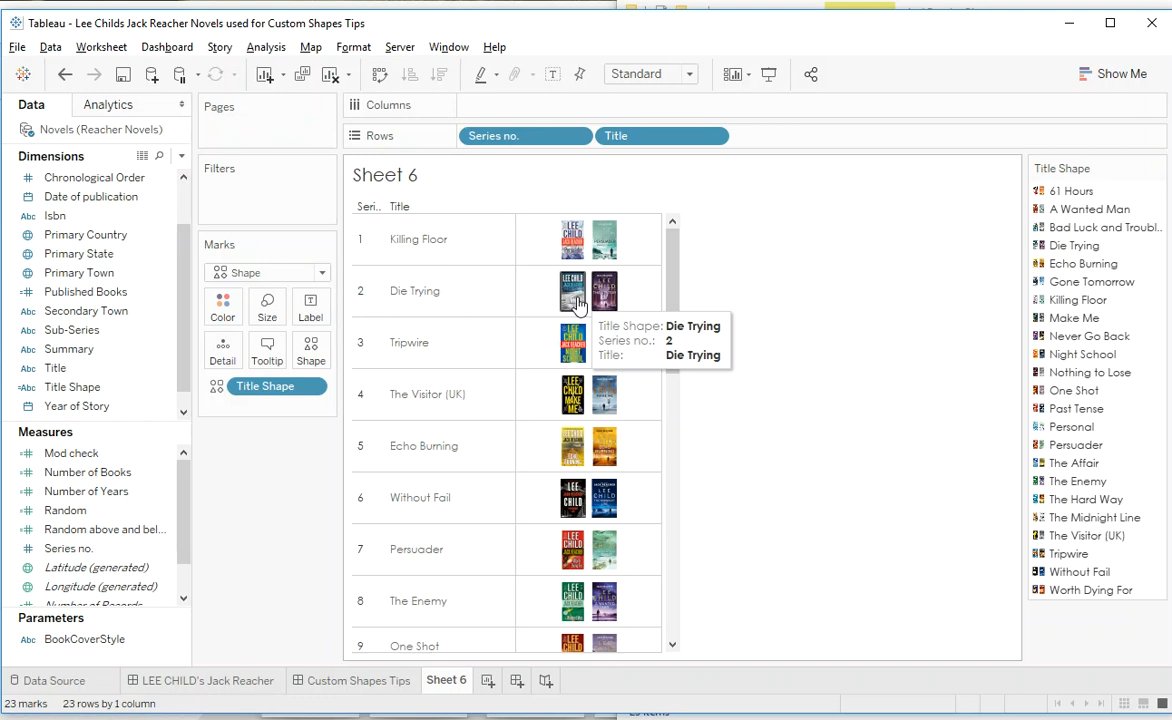 Tableau - Lee Childs Jack Reacher Novels used for Custom Shapes Tips
File Data Worksheet Dashboard Story Analysis Map Format Server Window Help
Standard
Show Me
Data Analytics
Novels (Reacher Novels)
Dimensions
Chronological Order
Date of publication
Abc Isbn
Primary Country
Primary State
Primary Town
Published Books
Abc Secondary Town
Abc Sub-Series
Abc Summary
Abc Title
=Abc Title Shape
Year of Story
Measures
Mod check
Number of Books
Number of Years
Random
Random above and bel...
Series no.
Latitude (generated)
Longitude (generated)
Number of Records
Parameters
Abc BookCoverStyle
Pages
Filters
Marks
Shape
Color Size Label
Detail Tooltip Shape
Title Shape
Columns
Rows Series no. Title
Sheet 6
Seri.. Title
1 Killing Floor
2 Die Trying
3 Tripwire
4 The Visitor (UK)
5 Echo Burning
6 Without Fail
7 Persuader
8 The Enemy
9 One Shot
Title Shape: Die Trying
Series no.: 2
Title: Die Trying
Title Shape
61 Hours
A Wanted Man
Bad Luck and Troubl..
Die Trying
Echo Burning
Gone Tomorrow
Killing Floor
Make Me
Never Go Back
Night School
Nothing to Lose
One Shot
Past Tense
Personal
Persuader
The Affair
The Enemy
The Hard Way
The Midnight Line
The Visitor (UK)
Tripwire
Without Fail
Worth Dying For
Data Source LEE CHILD's Jack Reacher Custom Shapes Tips Sheet 6
23 marks 23 rows by 1 column